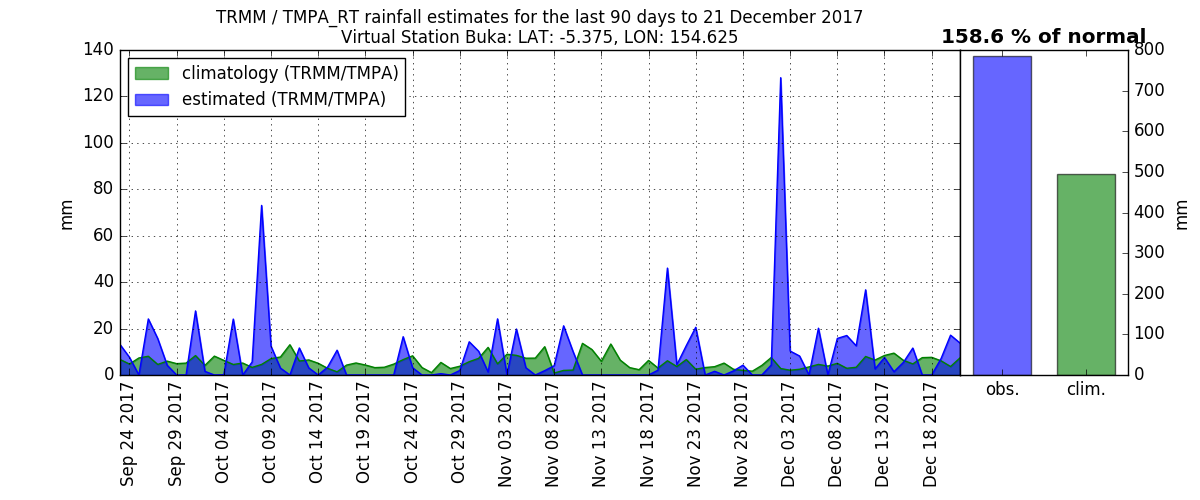 TRMM / TMPA_RT rainfall estimates for the last 90 days to 21 December 2017
Virtual Station Buka: LAT: -5.375, LON: 154.625
158.6 % of normal
climatology (TRMM/TMPA)
estimated (TRMM/TMPA)
mm
140
120
100
80
60
40
20
0
Sep 24 2017
Sep 29 2017
Oct 04 2017
Oct 09 2017
Oct 14 2017
Oct 19 2017
Oct 24 2017
Oct 29 2017
Nov 03 2017
Nov 08 2017
Nov 13 2017
Nov 18 2017
Nov 23 2017
Nov 28 2017
Dec 03 2017
Dec 08 2017
Dec 13 2017
Dec 18 2017
obs.
clim.
800
700
600
500
400
300
200
100
0
mm